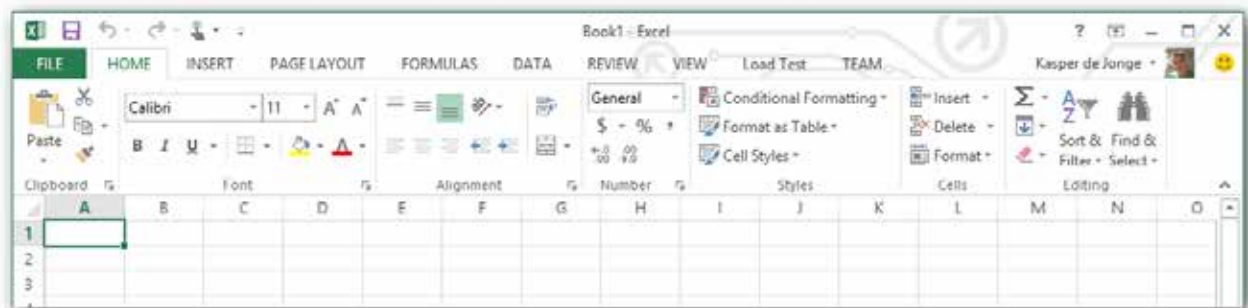 Book1 - Excel ?
FILE HOME INSERT PAGE LAYOUT FORMULAS DATA REVIEW VIEW Load Test TEAM Kasper de Jonge
Calibri 11 A A General Conditional Formatting Insert Σ
Paste $ - % , Format as Table Delete Sort & Find &
B I U A Cell Styles Format Filter Select
Clipboard Font Alignment Number Styles Cells Editing
A B C D E F G H I J K L M N O
1
2
3